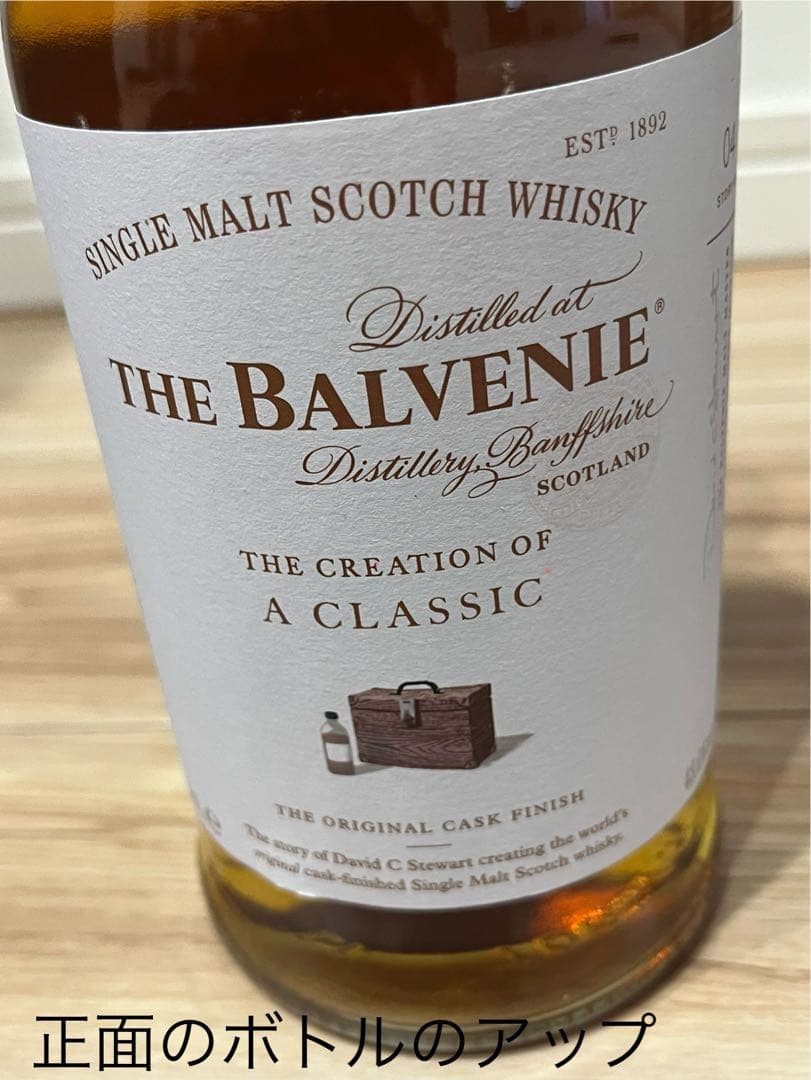 ESTD 1892
SINGLE MALT SCOTCH WHISKY
Distilled at
THE BALVENIE®
Distillery, Banffshire
SCOTLAND
THE CREATION OF
A CLASSIC
THE ORIGINAL CASK FINISH
The story of David C Stewart creating the world's
original cask-finished Single Malt Scotch whisky.
正面のボトルのアップ